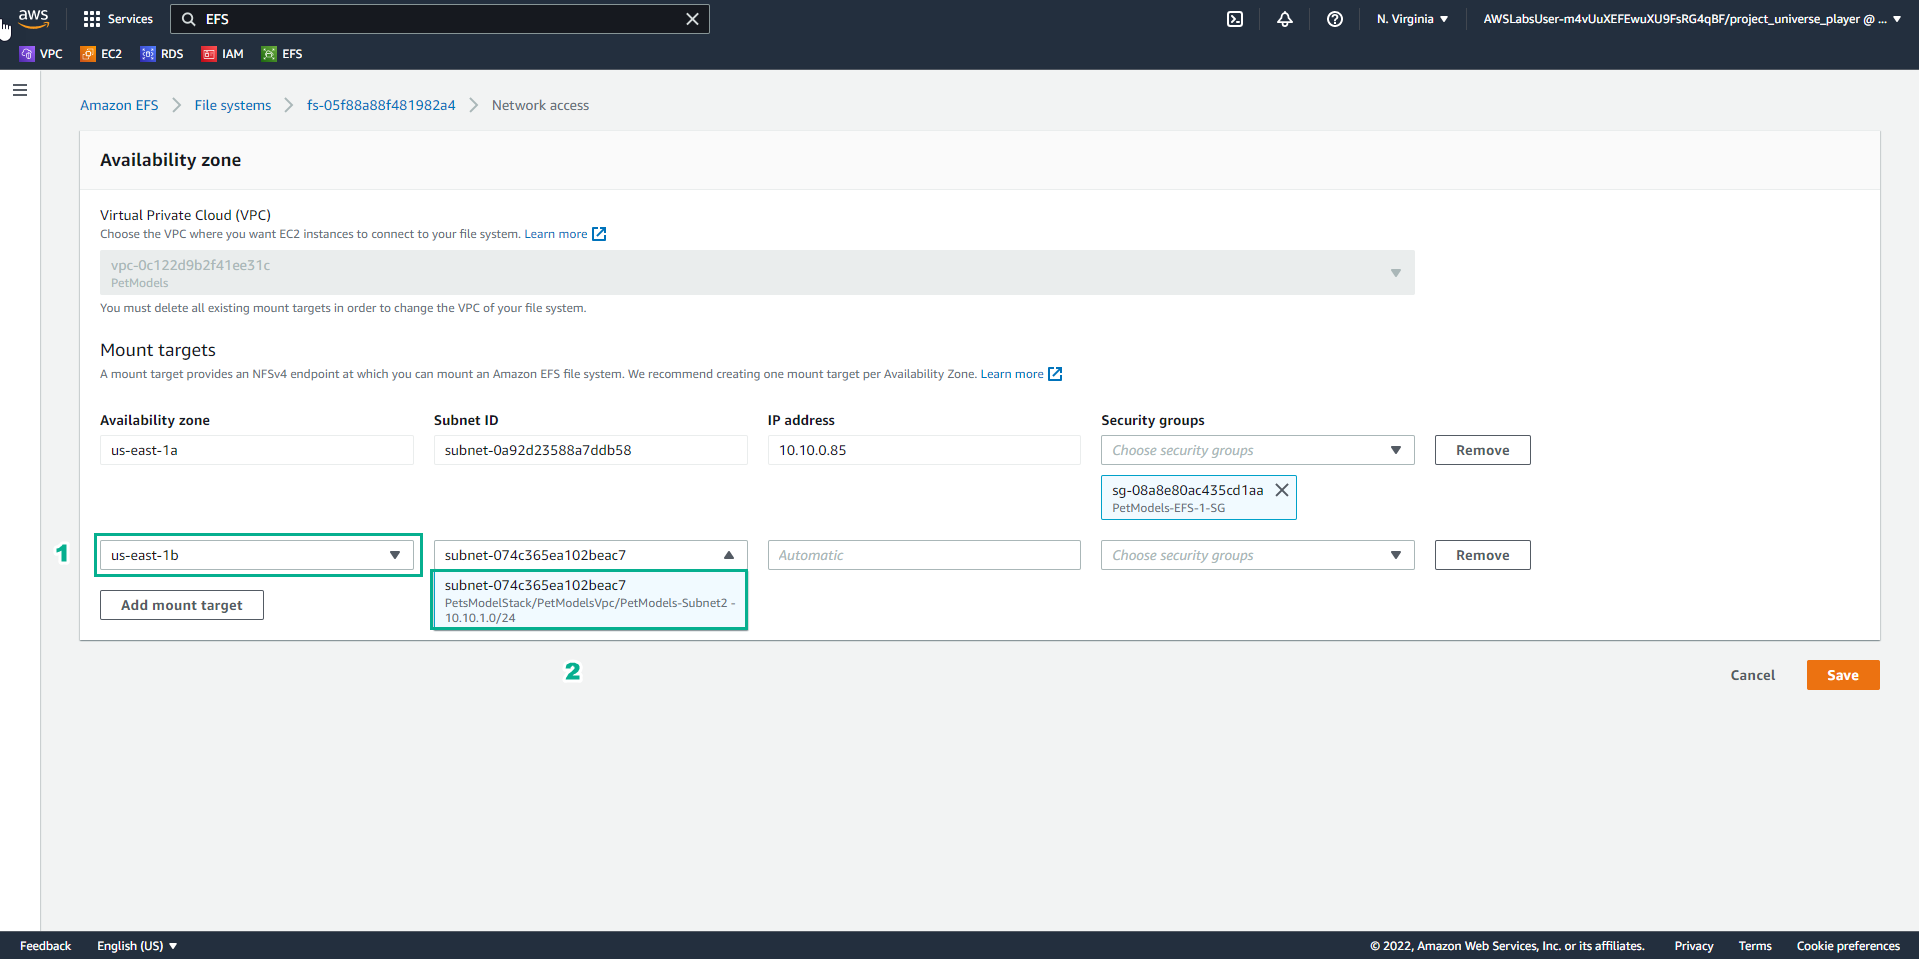 aws
Services
EFS
N. Virginia
AWSLabsUser-m4vUuXEFEwuXU9FsRG4qBF/project_universe_player @ ...
VPC
EC2
RDS
IAM
EFS
Amazon EFS
File systems
fs-05f88a88f481982a4
Network access
Availability zone
Virtual Private Cloud (VPC)
Choose the VPC where you want EC2 instances to connect to your file system. Learn more
vpc-0c122d9b2f41ee31c
PetModels
You must delete all existing mount targets in order to change the VPC of your file system.
Mount targets
A mount target provides an NFSv4 endpoint at which you can mount an Amazon EFS file system. We recommend creating one mount target per Availability Zone. Learn more
Availability zone
Subnet ID
IP address
Security groups
us-east-1a
subnet-0a92d23588a7ddb58
10.10.0.85
Choose security groups
Remove
sg-08a8e80ac435cd1aa
PetModels-EFS-1-SG
1
us-east-1b
subnet-074c365ea102beac7
Automatic
Choose security groups
Remove
subnet-074c365ea102beac7
PetsModelStack/PetModelsVpc/PetModels-Subnet2 -
10.10.1.0/24
Add mount target
2
Cancel
Save
Feedback
English (US)
© 2022, Amazon Web Services, Inc. or its affiliates.
Privacy
Terms
Cookie preferences